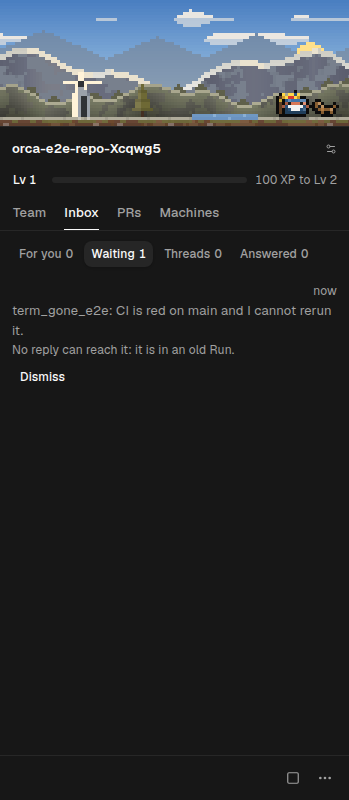 orca-e2e-repo-Xcqwg5
Lv 1 100 XP to Lv 2
Team Inbox PRs Machines
For you 0 Waiting 1 Threads 0 Answered 0
now
term_gone_e2e: CI is red on main and I cannot rerun
it.
No reply can reach it: it is in an old Run.
Dismiss